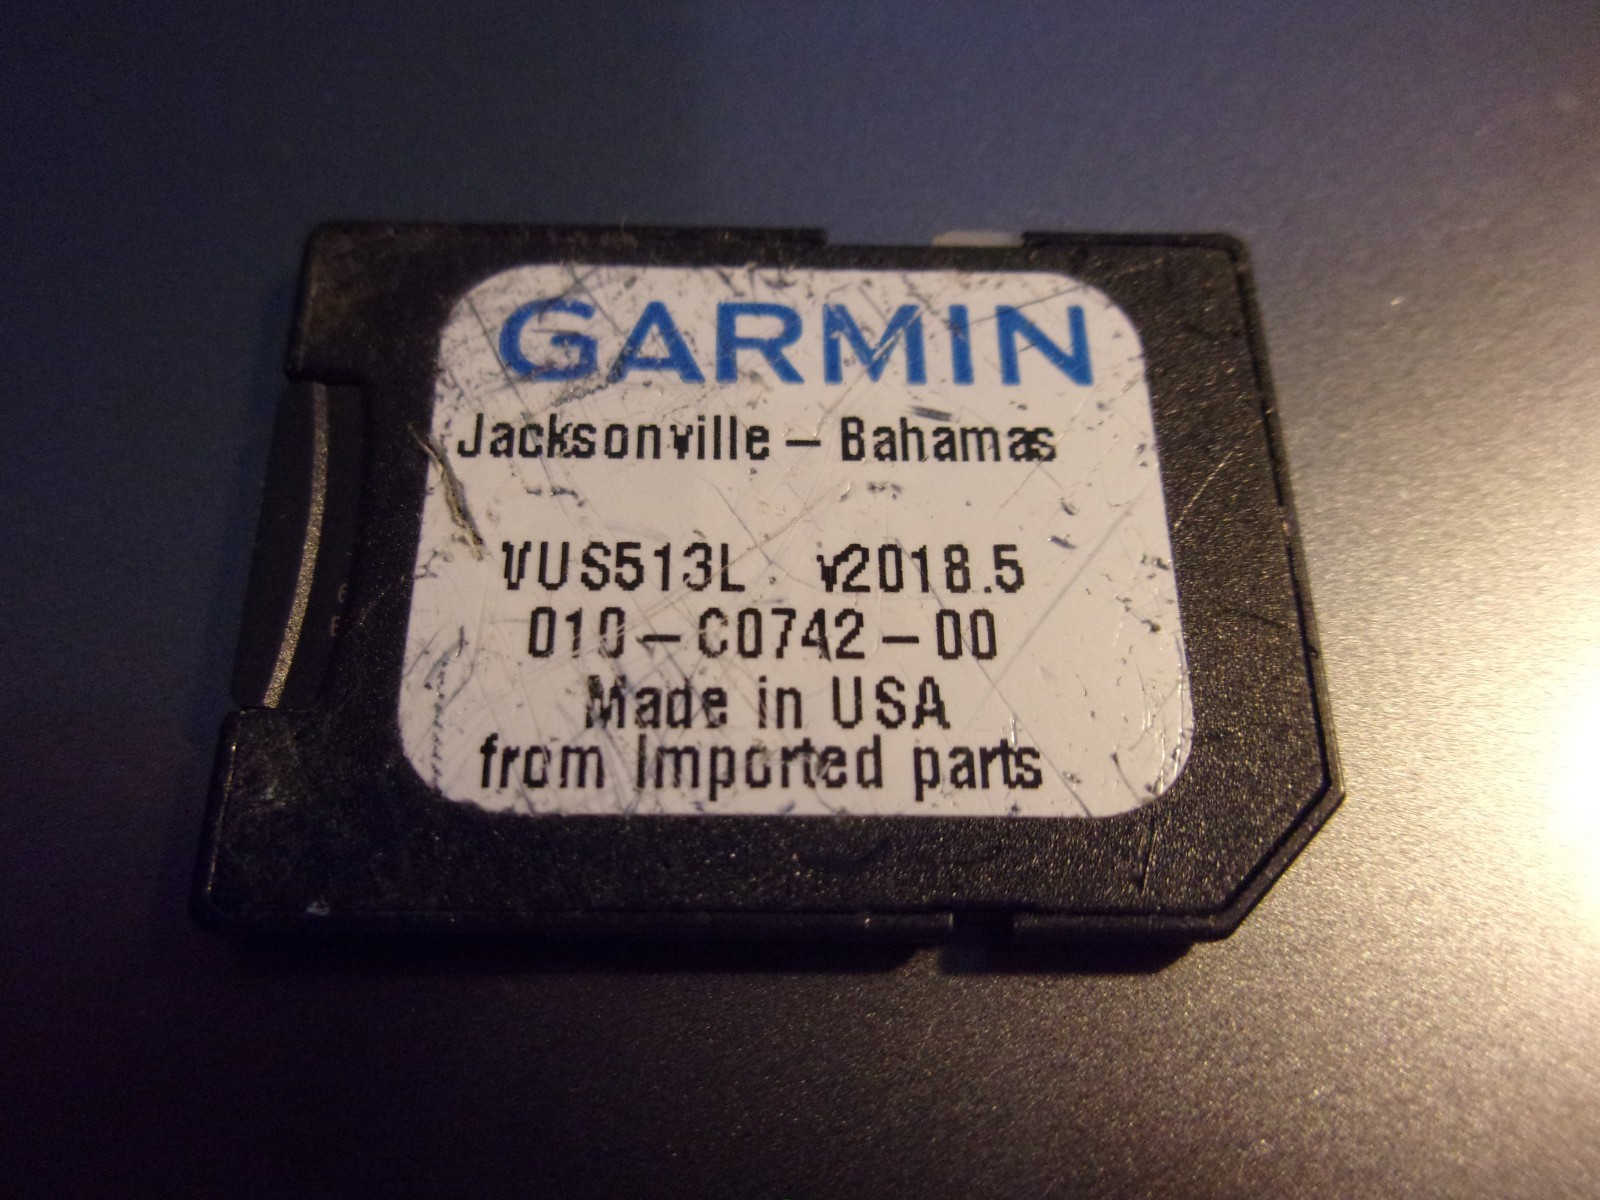 GARMIN
Jacksonville – Bahamas
VUS513L v2018.5
010–C0742–00
Made in USA
from Imported parts